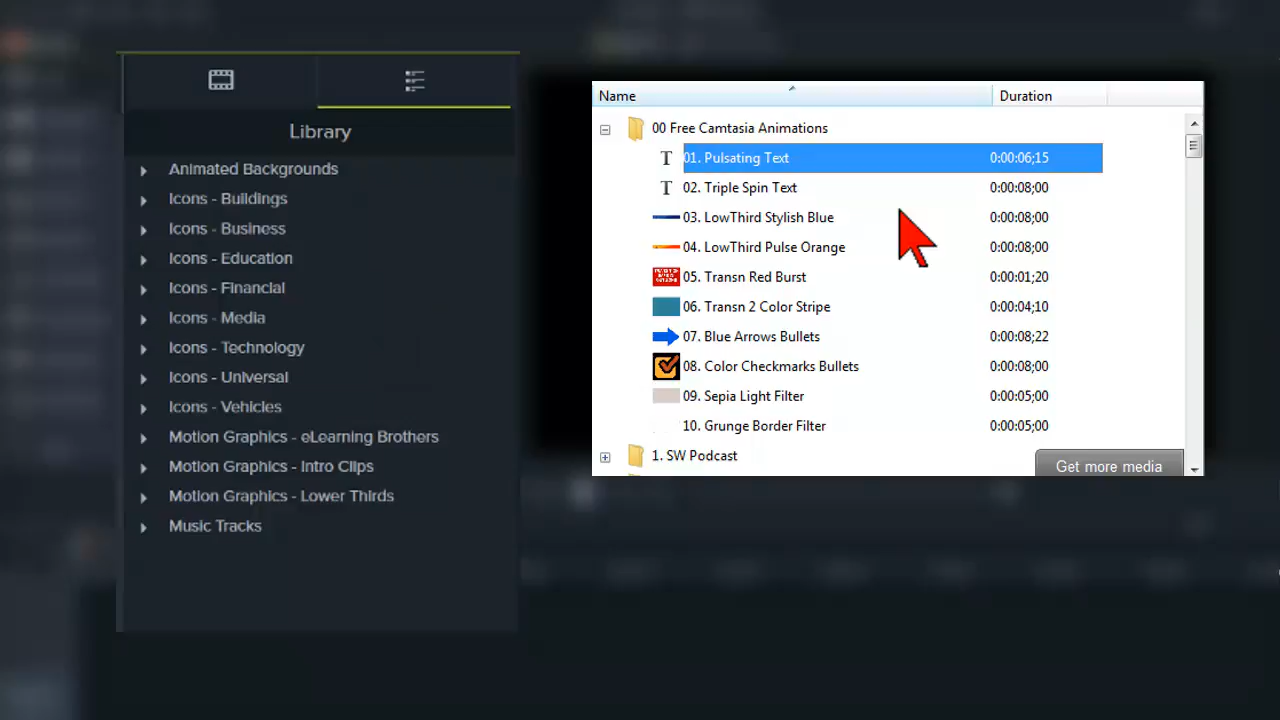 Library
Animated Backgrounds
Icons - Buildings
Icons - Business
Icons - Education
Icons - Financial
Icons - Media
Icons - Technology
Icons - Universal
Icons - Vehicles
Motion Graphics - eLearning Brothers
Motion Graphics - Intro Clips
Motion Graphics - Lower Thirds
Music Tracks
Name Duration
00 Free Camtasia Animations
T 01. Pulsating Text 0:00:06;15
T 02. Triple Spin Text 0:00:08;00
03. LowThird Stylish Blue 0:00:08;00
04. LowThird Pulse Orange 0:00:08;00
05. Transn Red Burst 0:00:01;20
06. Transn 2 Color Stripe 0:00:04;10
07. Blue Arrows Bullets 0:00:08;22
08. Color Checkmarks Bullets 0:00:08;00
09. Sepia Light Filter 0:00:05;00
10. Grunge Border Filter 0:00:05;00
1. SW Podcast
Get more media